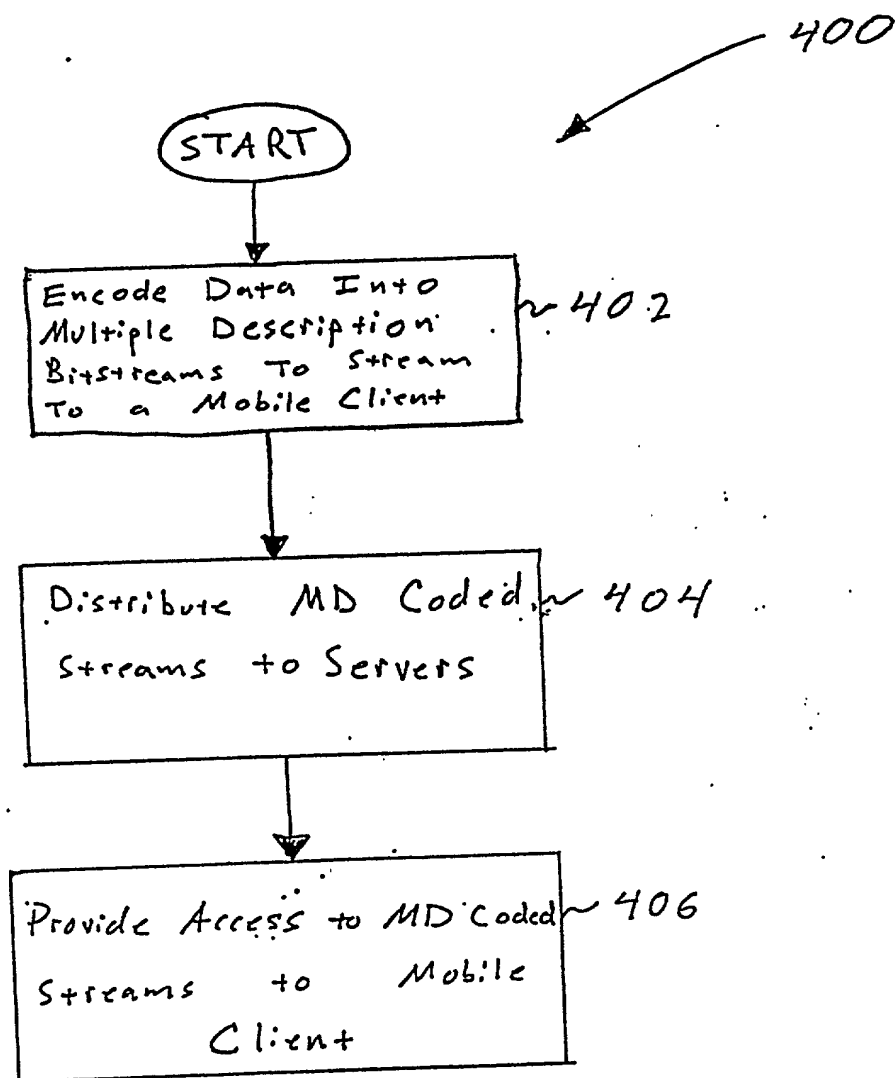 400
START
Encode Data Into
Multiple Description
Bitstreams To Stream
To a Mobile Client
402
Distribute MD Coded
Streams to Servers
404
Provide Access to MD Coded
Streams to Mobile
Client
406